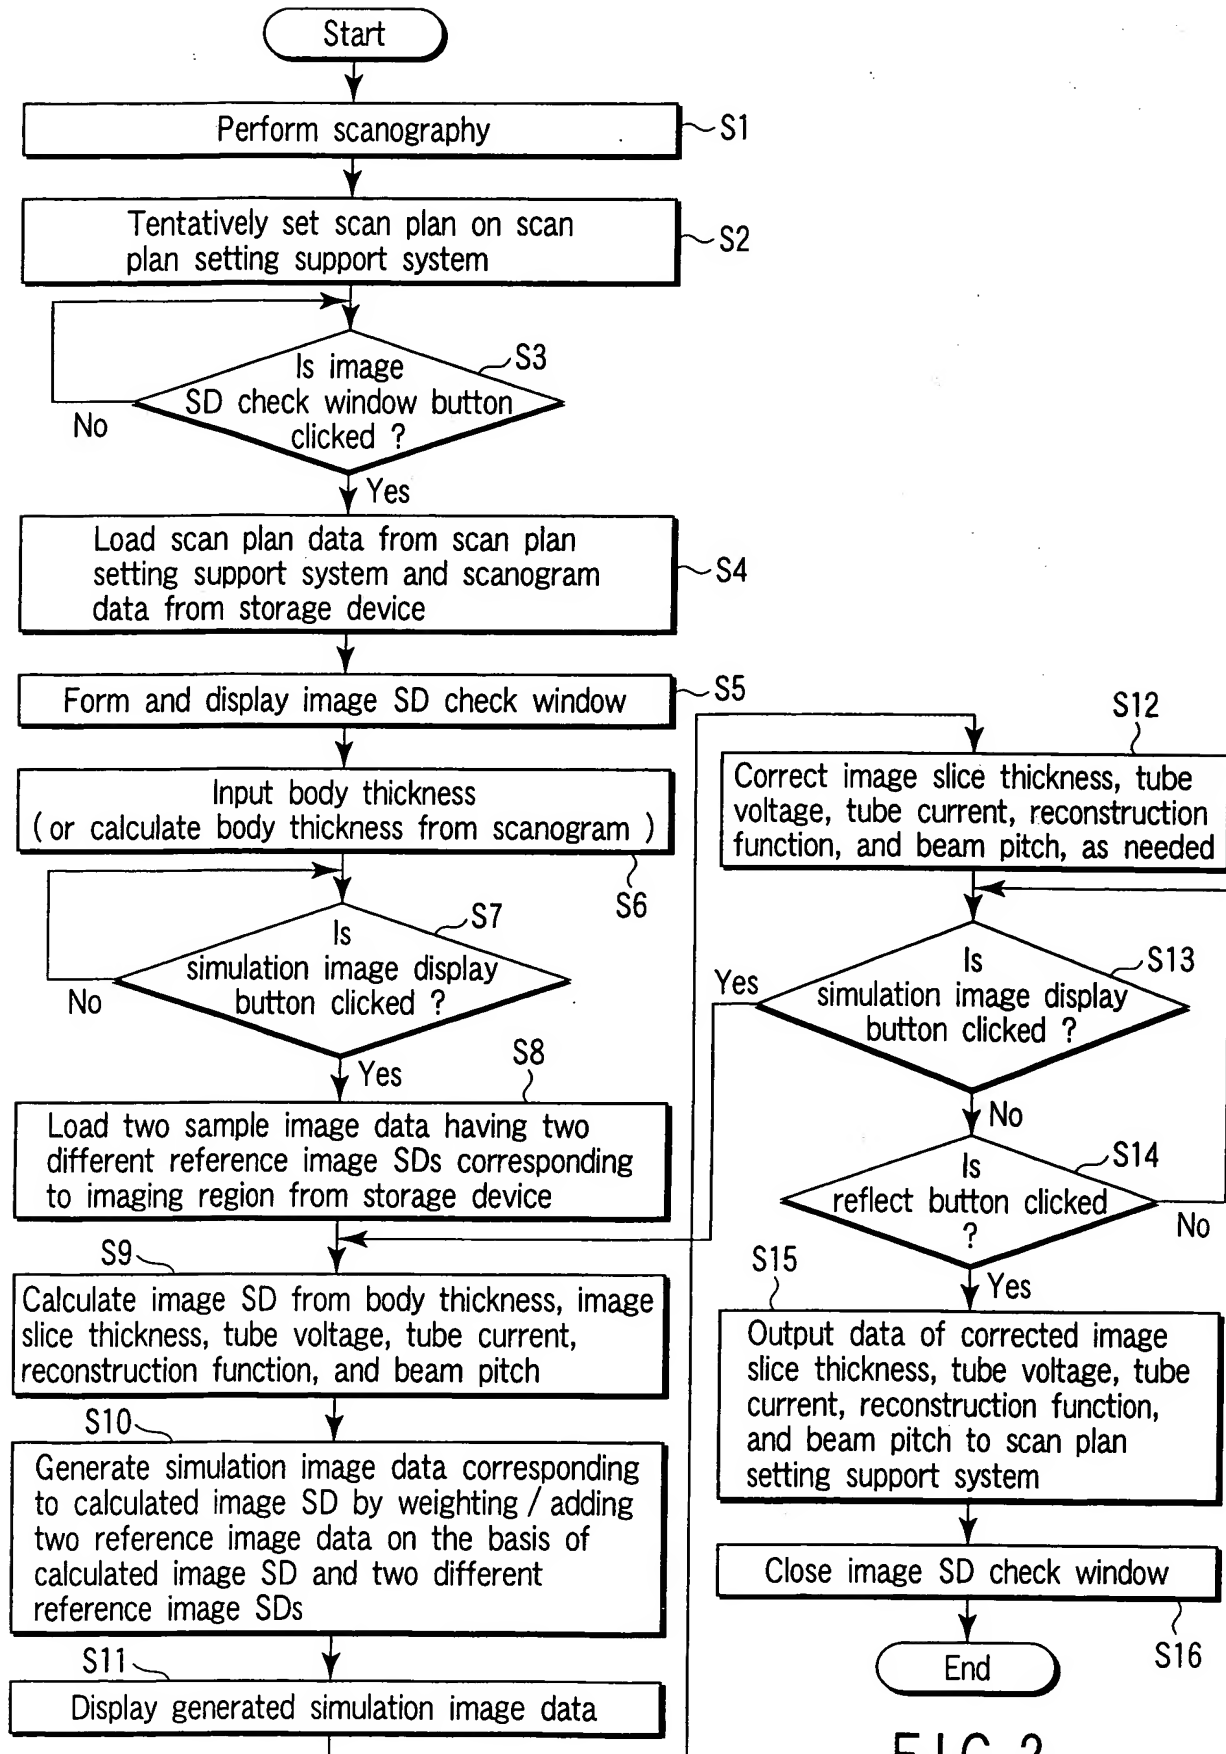 Start
Perform scanography
S1
Tentatively set scan plan on scan
plan setting support system
S2
Is image
SD check window button
clicked ?
S3
No
Yes
Load scan plan data from scan plan
setting support system and scanogram
data from storage device
S4
Form and display image SD check window
S5
Input body thickness
( or calculate body thickness from scanogram )
S6
Is
simulation image display
button clicked ?
S7
No
Yes
S8
Load two sample image data having two
different reference image SDs corresponding
to imaging region from storage device
S9
Calculate image SD from body thickness, image
slice thickness, tube voltage, tube current,
reconstruction function, and beam pitch
S10
Generate simulation image data corresponding
to calculated image SD by weighting / adding
two reference image data on the basis of
calculated image SD and two different
reference image SDs
S11
Display generated simulation image data
S12
Correct image slice thickness, tube
voltage, tube current, reconstruction
function, and beam pitch, as needed
Is
simulation image display
button clicked ?
S13
Yes
No
Is
reflect button clicked
?
S14
No
Yes
S15
Output data of corrected image
slice thickness, tube voltage, tube
current, reconstruction function,
and beam pitch to scan plan
setting support system
Close image SD check window
S16
End
FIG. 2